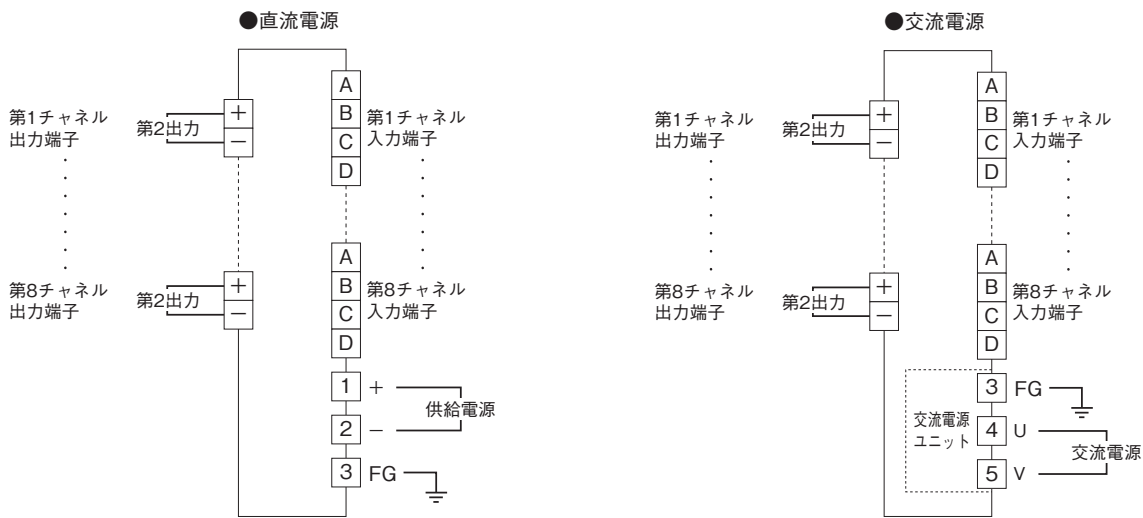 ●直流電源
第1チャネル
出力端子
第2出力
+
−
A
B
C
D
第1チャネル
入力端子
第8チャネル
出力端子
第2出力
+
−
A
B
C
D
第8チャネル
入力端子
1 +
2 −
供給電源
3 FG
●交流電源
第1チャネル
出力端子
第2出力
+
−
A
B
C
D
第1チャネル
入力端子
第8チャネル
出力端子
第2出力
+
−
A
B
C
D
第8チャネル
入力端子
交流電源
ユニット
3 FG
4 U
5 V
交流電源